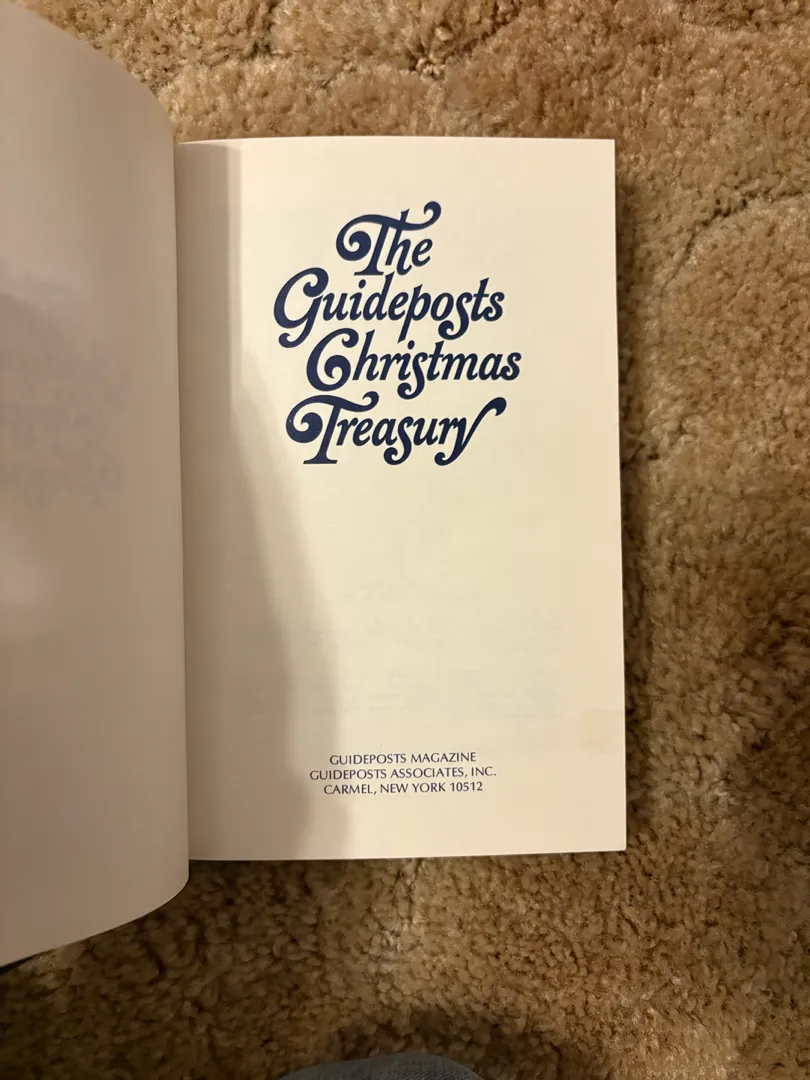 The
Guideposts
Christmas
Treasury
GUIDEPOSTS MAGAZINE
GUIDEPOSTS ASSOCIATES, INC.
CARMEL, NEW YORK 10512